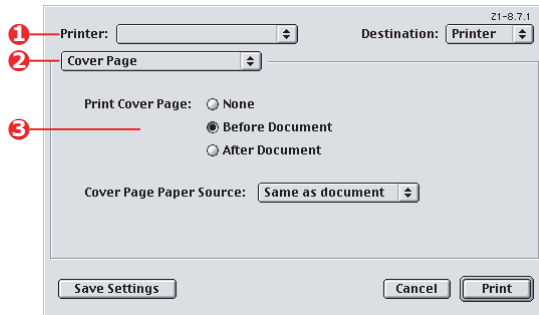 Z1-8.7.1
1 Printer: Destination: Printer
2 Cover Page
Print Cover Page: None
3 Before Document
After Document
Cover Page Paper Source: Same as document
Save Settings Cancel Print